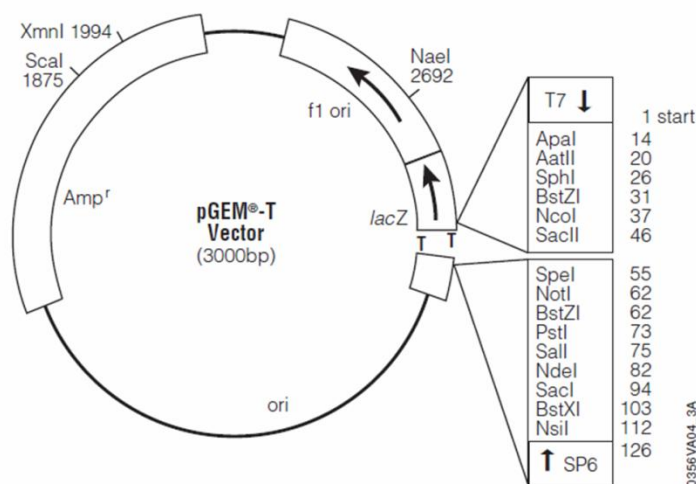 XmnI 1994
ScaI
1875
NaeI
2692
f1 ori
Ampʳ
pGEM®-T
Vector
(3000bp)
lacZ
T T
ori
T7 ↓
1 start
ApaI 14
AatII 20
SphI 26
BstZI 31
NcoI 37
SacII 46
SpeI 55
NotI 62
BstZI 62
PstI 73
SalI 75
NdeI 82
SacI 94
BstXI 103
NsiI 112
↑ SP6 126
0356VA04_3A